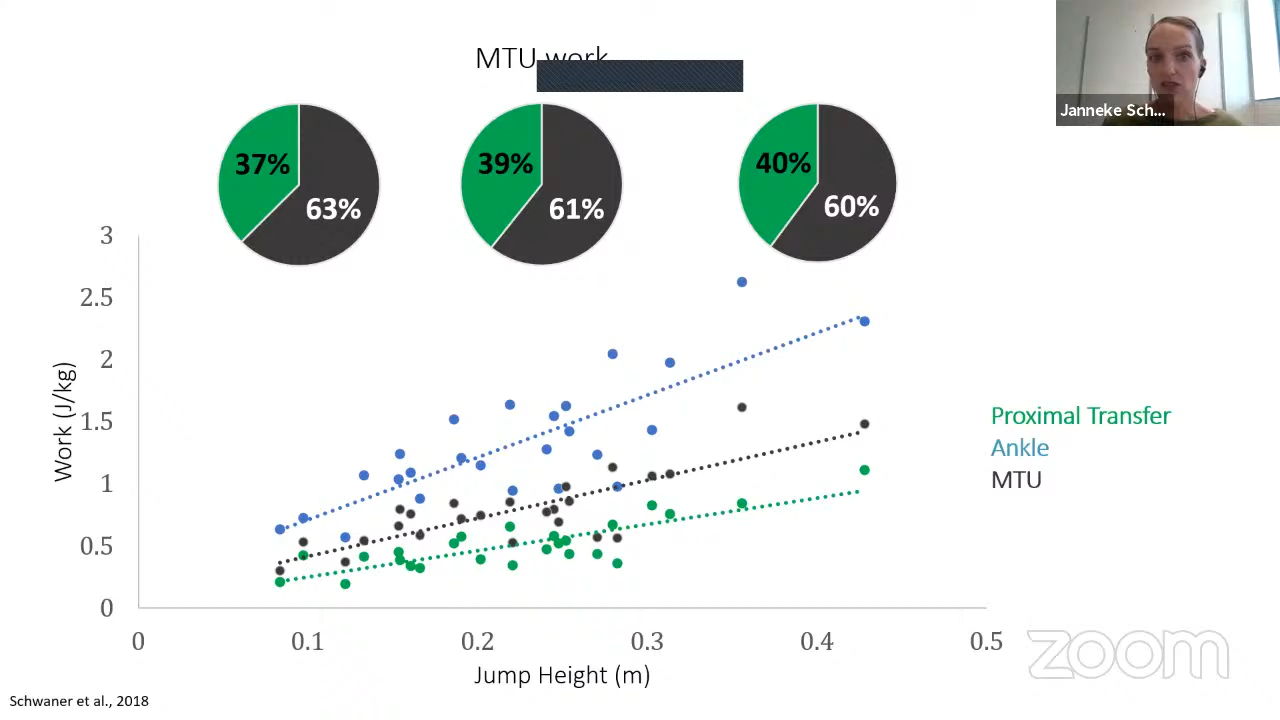 MTU work
Janneke Sch...
37%
63%
39%
61%
40%
60%
3
2.5
2
1.5
1
0.5
0
Work (J/kg)
0
0.1
0.2
0.3
0.4
0.5
Jump Height (m)
Proximal Transfer
Ankle
MTU
zoom
Schwaner et al., 2018